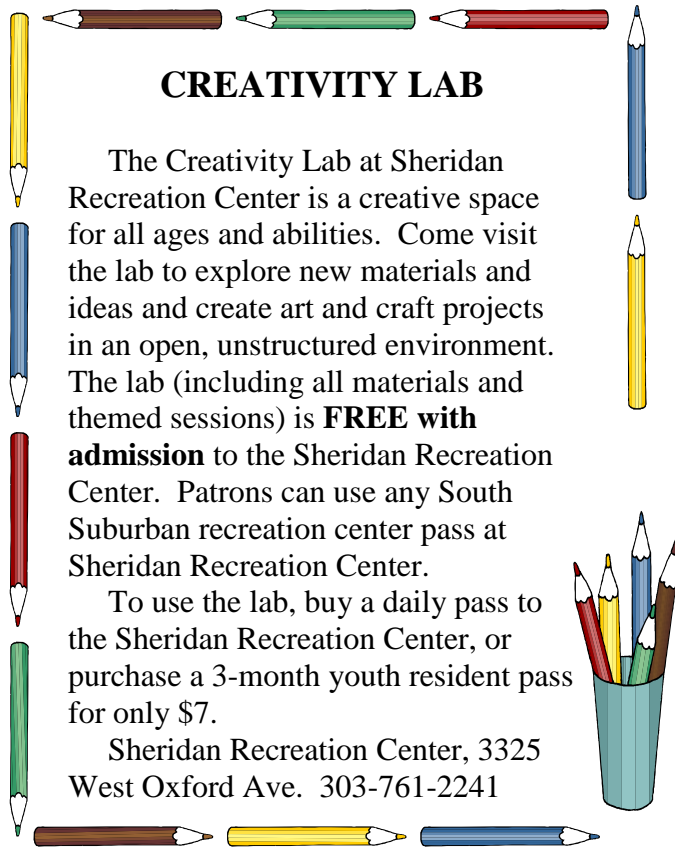 CREATIVITY LAB
The Creativity Lab at Sheridan
Recreation Center is a creative space
for all ages and abilities.  Come visit
the lab to explore new materials and
ideas and create art and craft projects
in an open, unstructured environment.
The lab (including all materials and
themed sessions) is FREE with
admission to the Sheridan Recreation
Center.  Patrons can use any South
Suburban recreation center pass at
Sheridan Recreation Center.
To use the lab, buy a daily pass to
the Sheridan Recreation Center, or
purchase a 3-month youth resident pass
for only $7.
Sheridan Recreation Center, 3325
West Oxford Ave.  303-761-2241